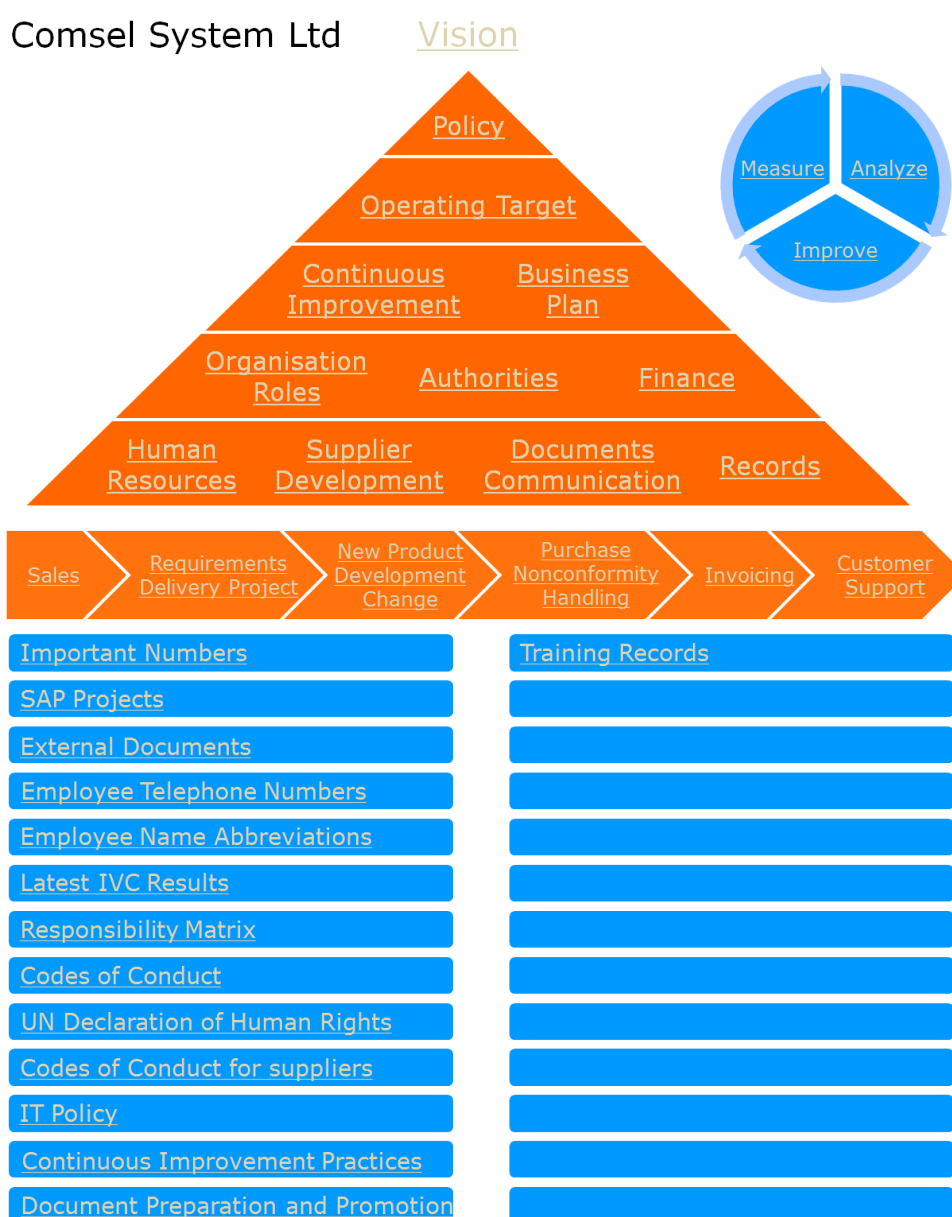 Comsel System Ltd
Vision
Policy
Measure
Analyze
Operating Target
Improve
Continuous
Improvement
Business
Plan
Organisation
Roles
Authorities
Finance
Human
Resources
Supplier
Development
Documents
Communication
Records
Sales
Requirements
Delivery Project
New Product
Development
Change
Purchase
Nonconformity
Handling
Invoicing
Customer
Support
Important Numbers
Training Records
SAP Projects
External Documents
Employee Telephone Numbers
Employee Name Abbreviations
Latest IVC Results
Responsibility Matrix
Codes of Conduct
UN Declaration of Human Rights
Codes of Conduct for suppliers
IT Policy
Continuous Improvement Practices
Document Preparation and Promotion